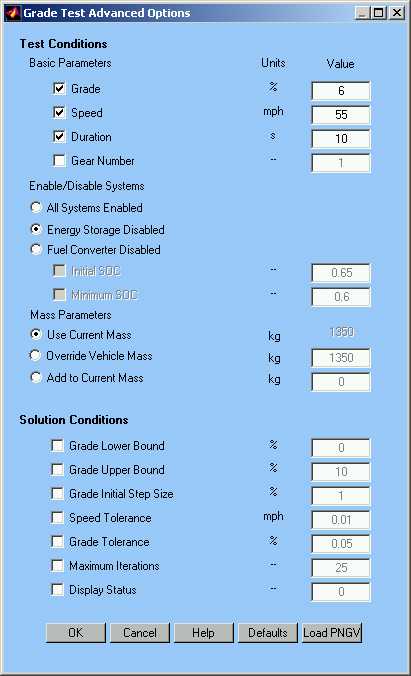 Grade Test Advanced Options
Test Conditions
Basic Parameters Units Value
Grade % 6
Speed mph 55
Duration s 10
Gear Number -- 1
Enable/Disable Systems
All Systems Enabled
Energy Storage Disabled
Fuel Converter Disabled
Initial SOC -- 0.65
Minimum SOC -- 0.6
Mass Parameters
Use Current Mass kg 1350
Override Vehicle Mass kg 1350
Add to Current Mass kg 0
Solution Conditions
Grade Lower Bound % 0
Grade Upper Bound % 10
Grade Initial Step Size % 1
Speed Tolerance mph 0.01
Grade Tolerance % 0.05
Maximum Iterations -- 25
Display Status -- 0
OK Cancel Help Defaults Load PNGV